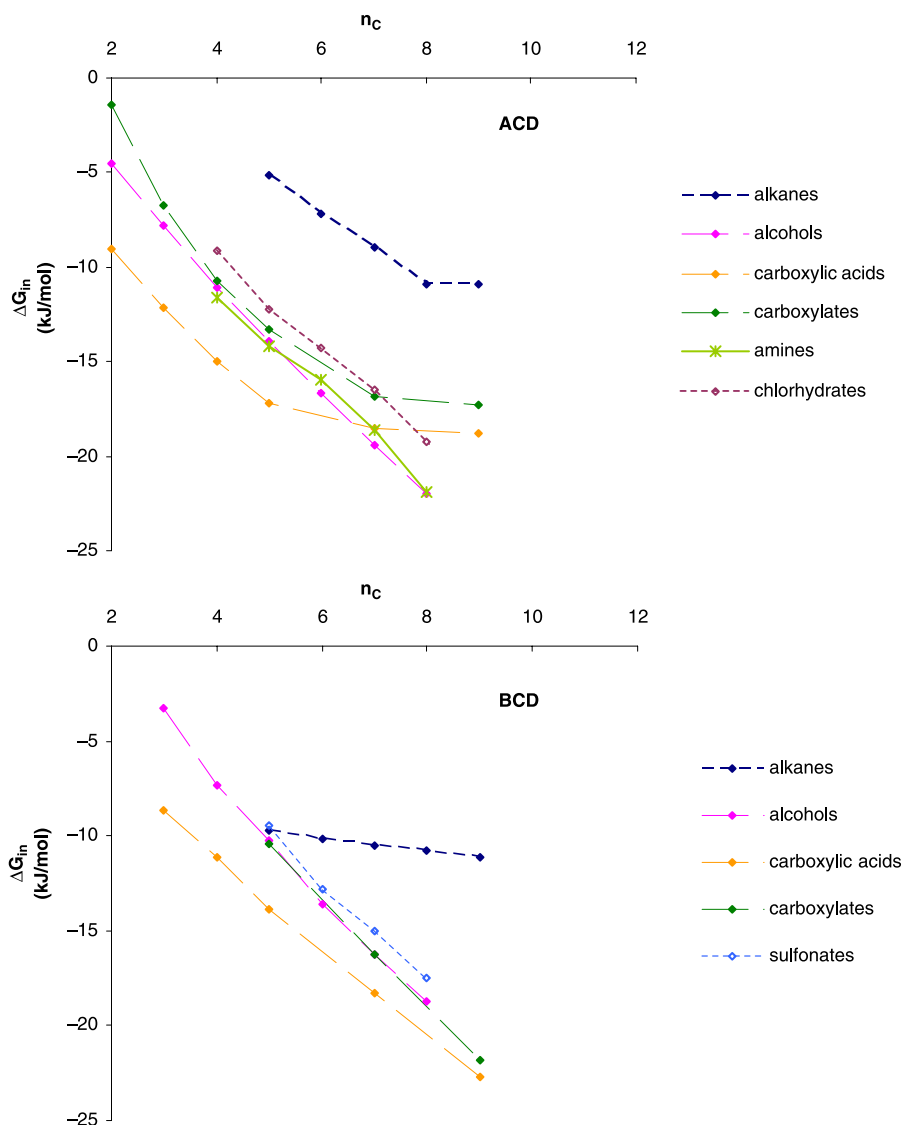 n_C
2 4 6 8 10 12
0
ACD
−5
−10
−15
−20
−25
ΔG_in
(kJ/mol)
alkanes
alcohols
carboxylic acids
carboxylates
amines
chlorhydrates
n_C
2 4 6 8 10 12
0
BCD
−5
−10
−15
−20
−25
ΔG_in
(kJ/mol)
alkanes
alcohols
carboxylic acids
carboxylates
sulfonates